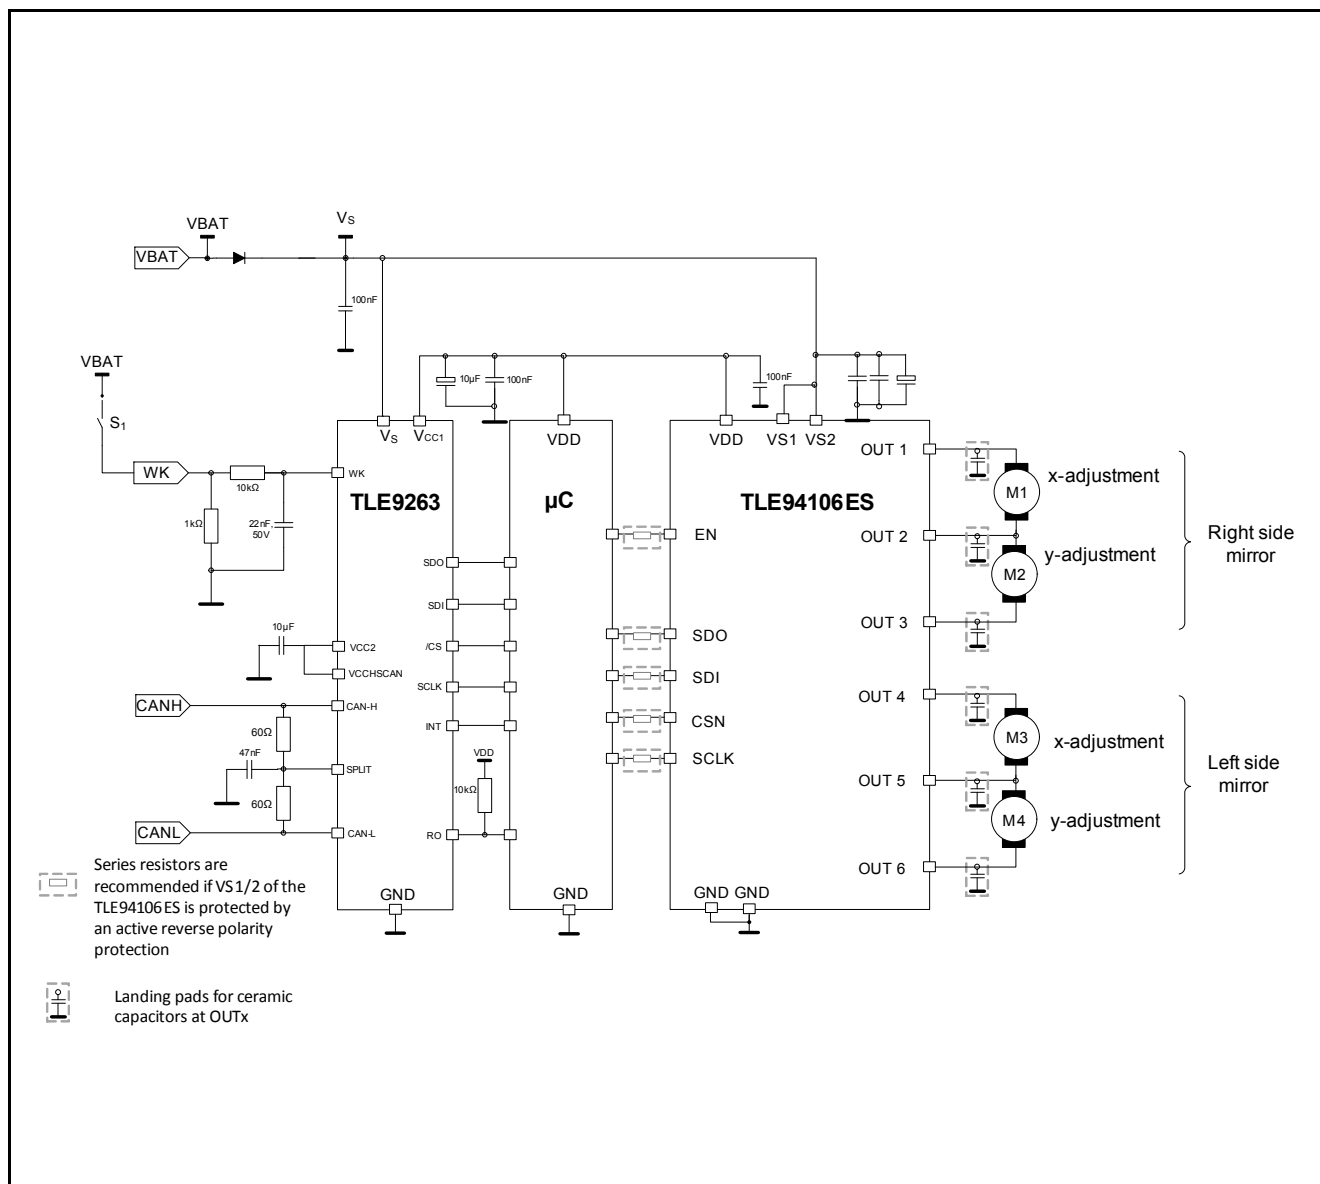 VBAT
VS
VBAT
100nF
VBAT
S1
10µF
100nF
100nF
VS
VCC1
VDD
VDD
VS1
VS2
OUT 1
WK
10kΩ
WK
1kΩ
22nF,
50V
TLE9263
µC
TLE94106ES
M1
x-adjustment
EN
OUT 2
Right side
mirror
SDO
M2
y-adjustment
SDI
OUT 3
SDO
10µF
VCC2
/CS
SDI
VCCHSCAN
SCLK
OUT 4
CANH
CAN-H
INT
CSN
60Ω
M3
x-adjustment
47nF
VDD
SCLK
Left side
mirror
SPLIT
OUT 5
10kΩ
60Ω
M4
y-adjustment
CANL
CAN-L
RO
OUT 6
GND
GND
GND
GND
Series resistors are
recommended if VS1/2 of the
TLE94106ES is protected by
an active reverse polarity
protection
Landing pads for ceramic
capacitors at OUTx